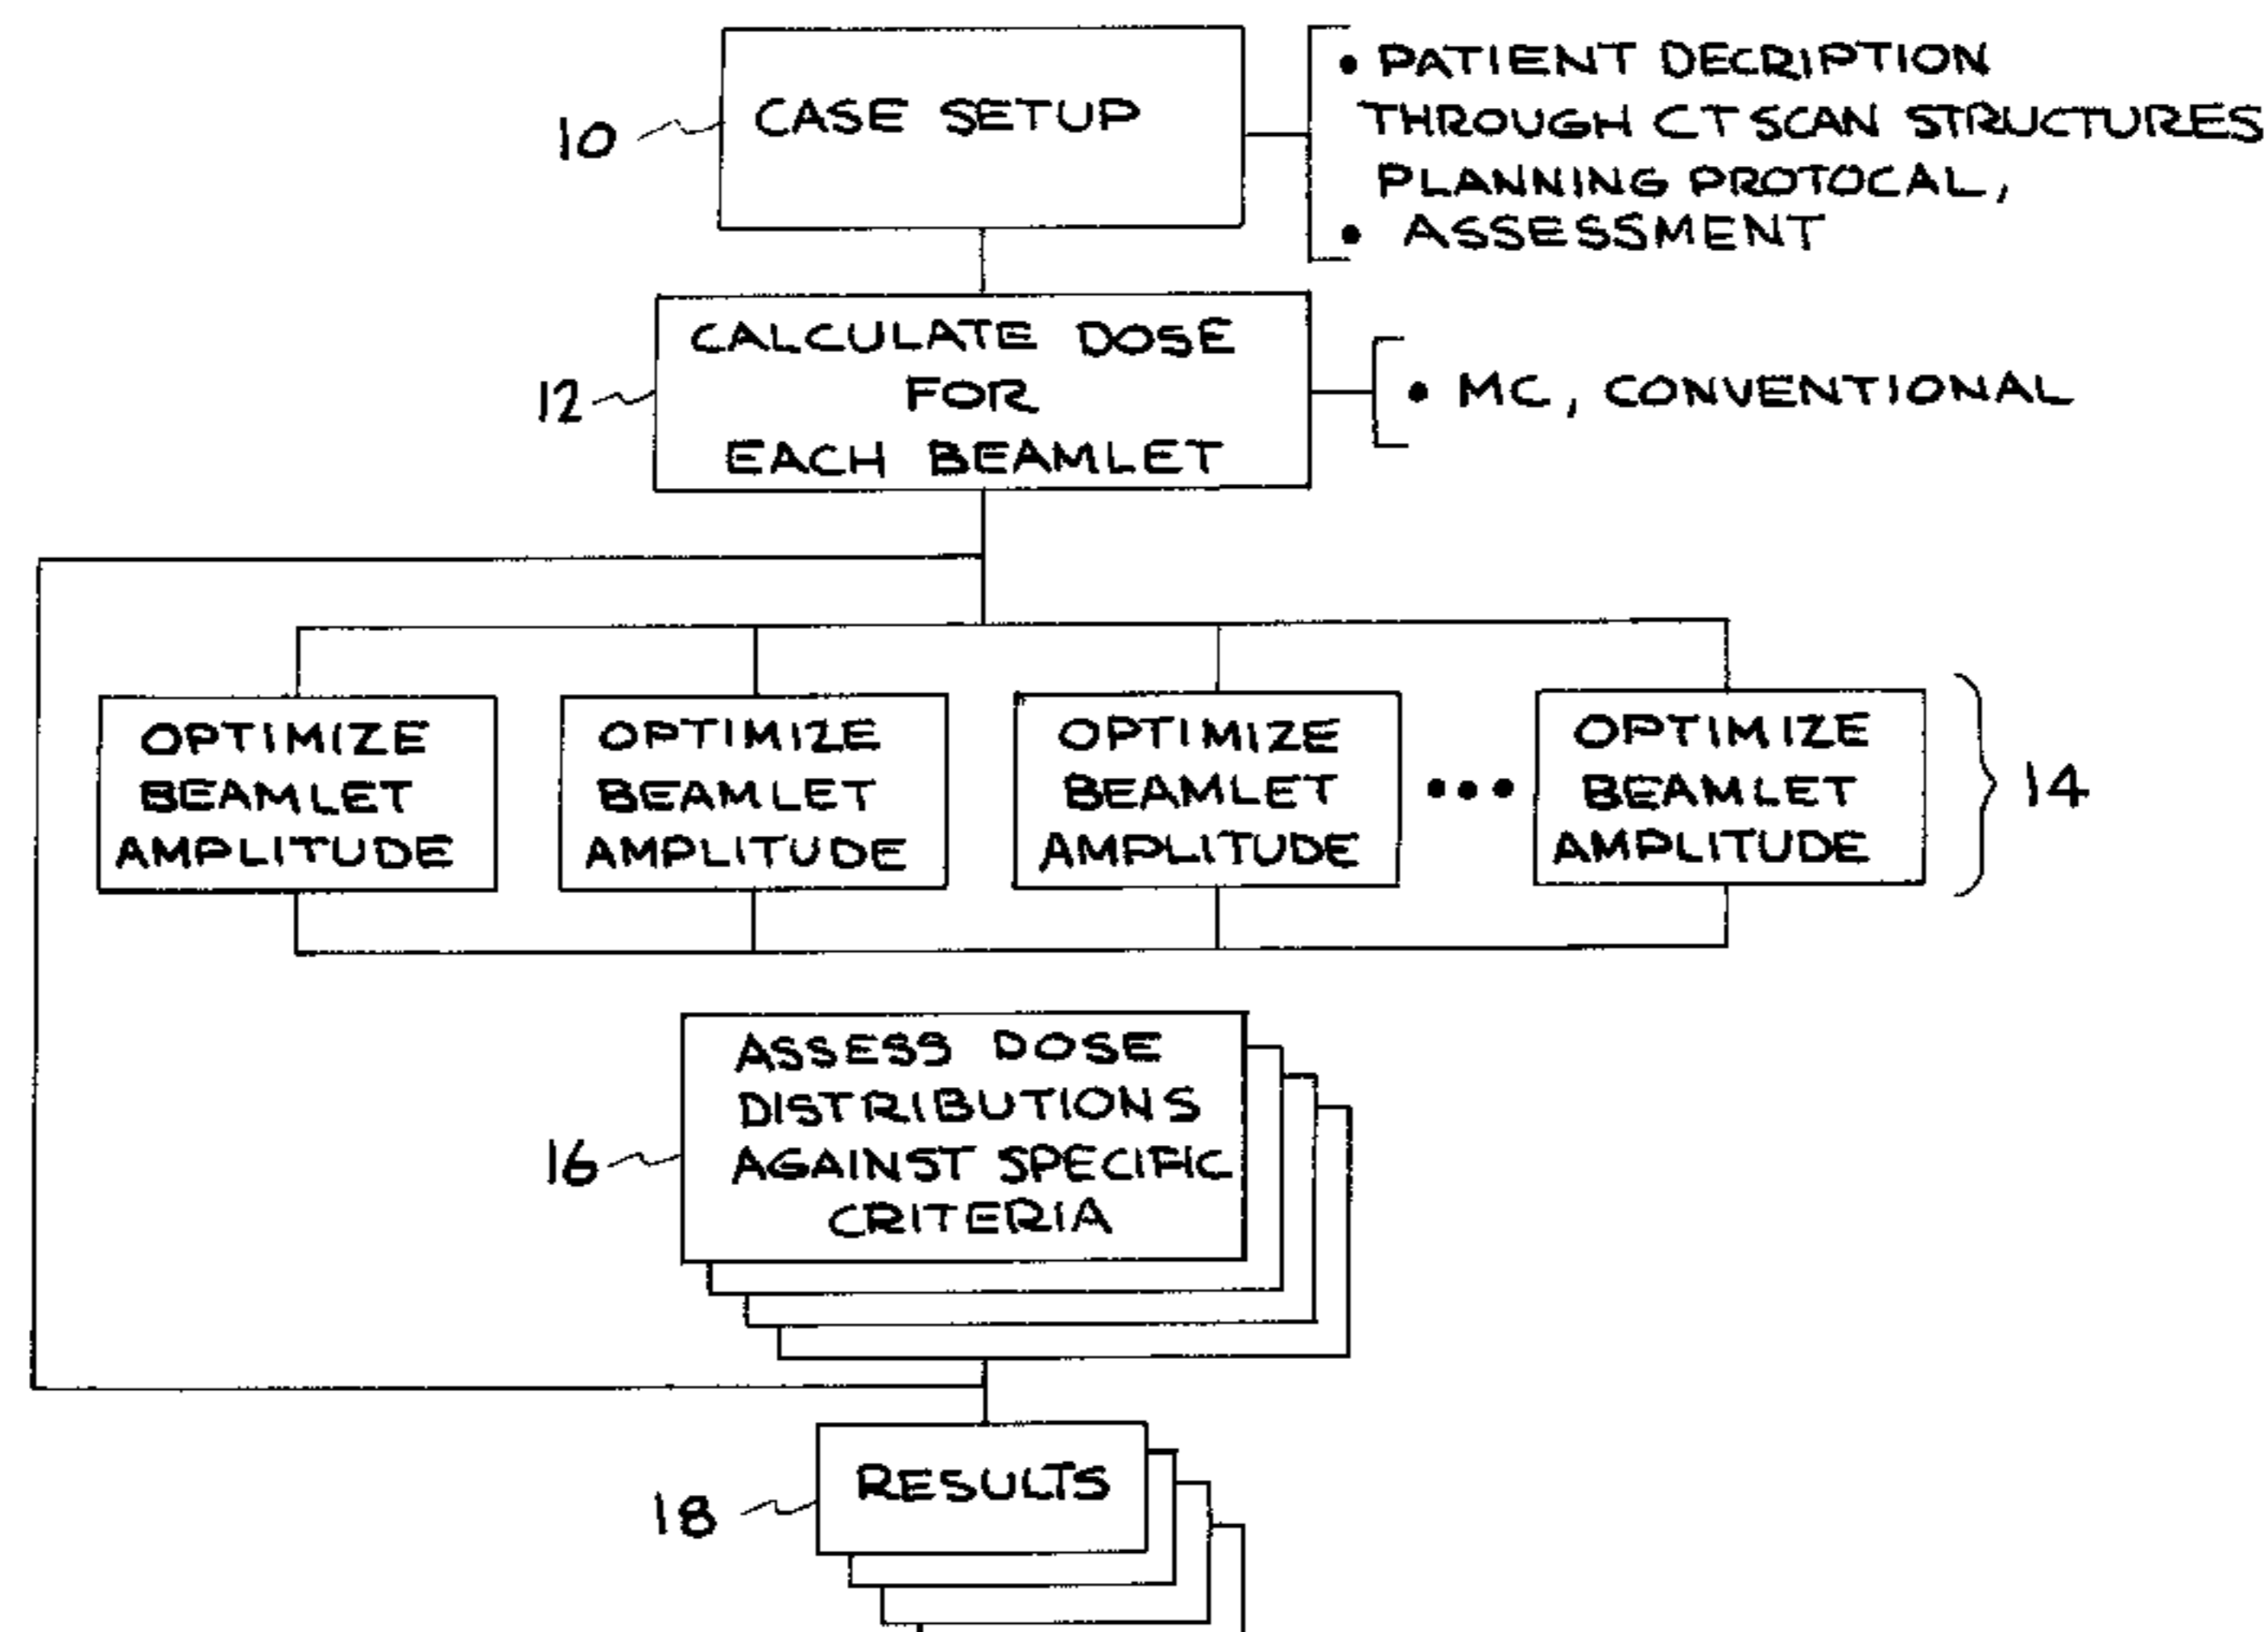 10
CASE SETUP
• PATIENT DECRIPTION
THROUGH CT SCAN STRUCTURES
PLANNING PROTOCAL,
• ASSESSMENT
12
CALCULATE DOSE
FOR
EACH BEAMLET
• MC, CONVENTIONAL
OPTIMIZE
BEAMLET
AMPLITUDE
OPTIMIZE
BEAMLET
AMPLITUDE
OPTIMIZE
BEAMLET
AMPLITUDE
•••
OPTIMIZE
BEAMLET
AMPLITUDE
14
16
ASSESS DOSE
DISTRIBUTIONS
AGAINST SPECIFIC
CRITERIA
18
RESULTS